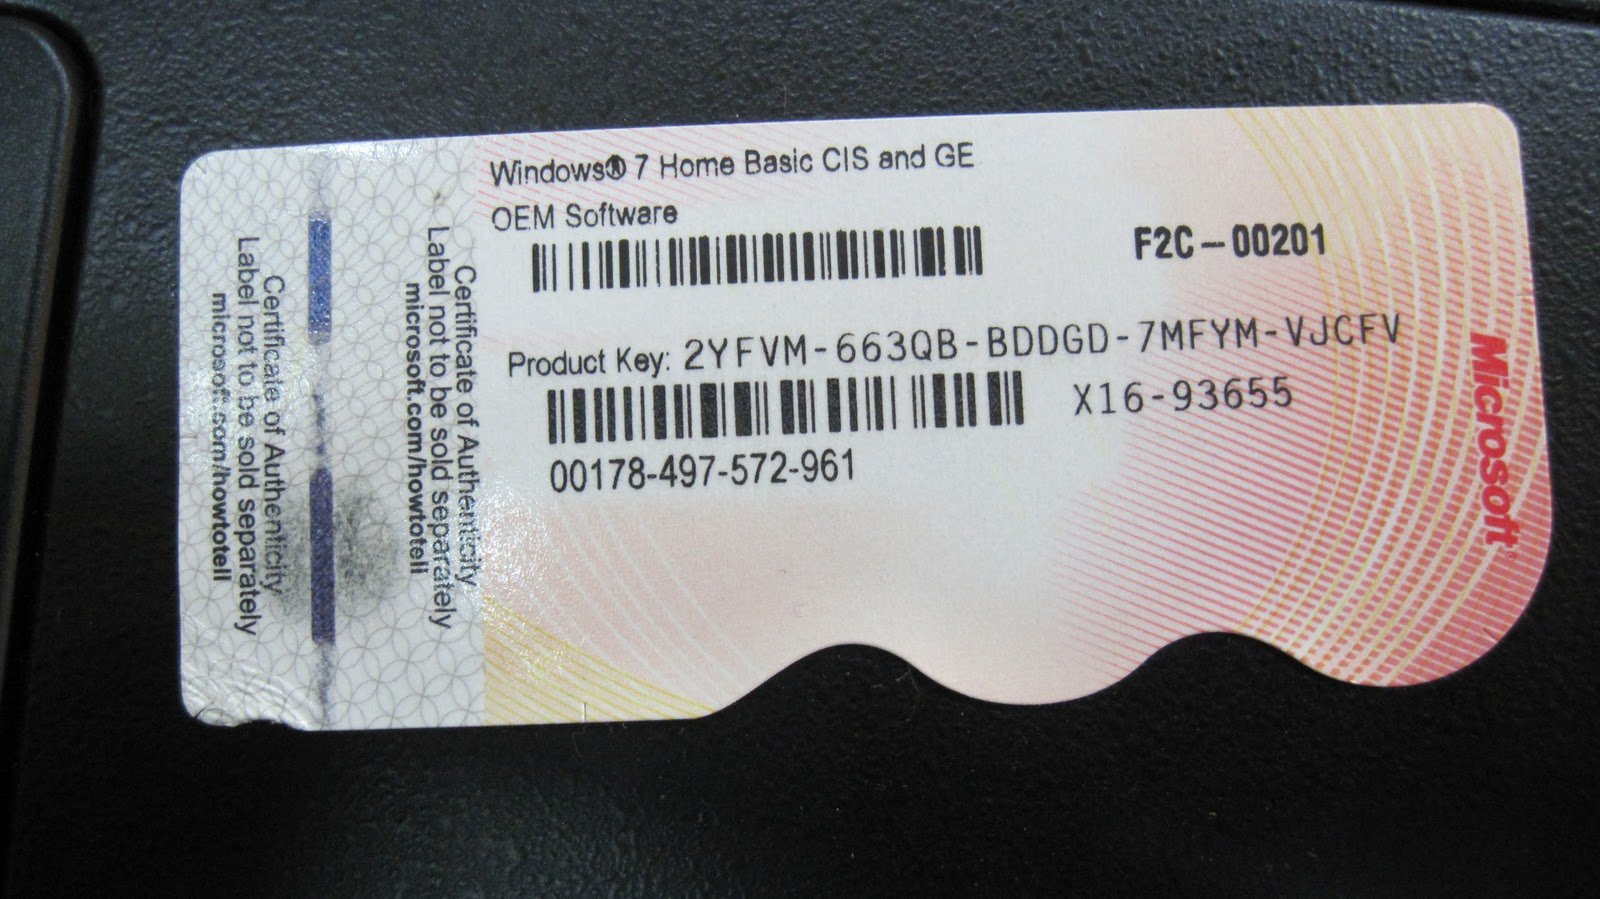 Windows® 7 Home Basic CIS and GE
OEM Software
F2C-00201
Product Key: 2YFVM-663QB-BDDGD-7MFYM-VJCFV
X16-93655
00178-497-572-961
Certificate of Authenticity
Label not to be sold separately
microsoft.com/howtotell
Certificate of Authenticity
Label not to be sold separately
microsoft.com/howtotell
Microsoft®